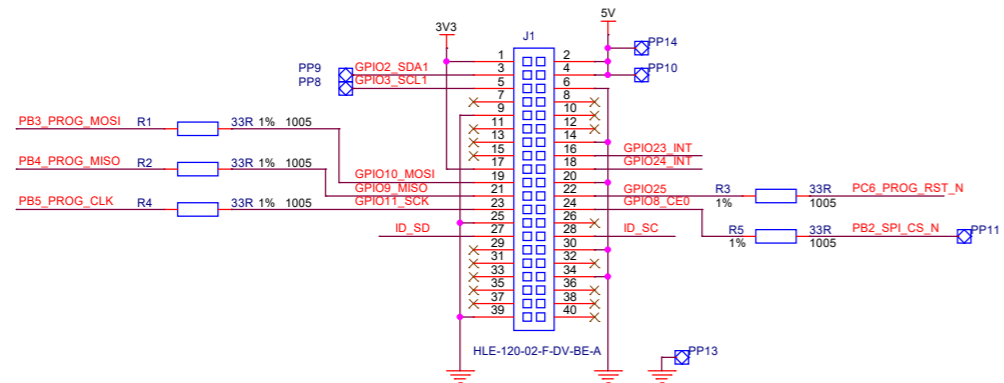 5V
3V3
J1
PP14
1 2
PP9 GPIO2_SDA1 3 4 PP10
PP8 GPIO3_SCL1 5 6
7 8
9 10
PB3_PROG_MOSI R1 33R 1% 1005 11 12
13 14
15 16 GPIO23_INT
PB4_PROG_MISO R2 33R 1% 1005 17 18 GPIO24_INT
GPIO10_MOSI 19 20
GPIO9_MISO 21 22 GPIO25 R3 33R PC6_PROG_RST_N
1% 1005
PB5_PROG_CLK R4 33R 1% 1005 GPIO11_SCK 23 24 GPIO8_CE0
25 26
ID_SD 27 28 ID_SC R5 33R PB2_SPI_CS_N PP11
1% 1005
29 30
31 32
33 34
35 36
37 38
39 40
HLE-120-02-F-DV-BE-A PP13